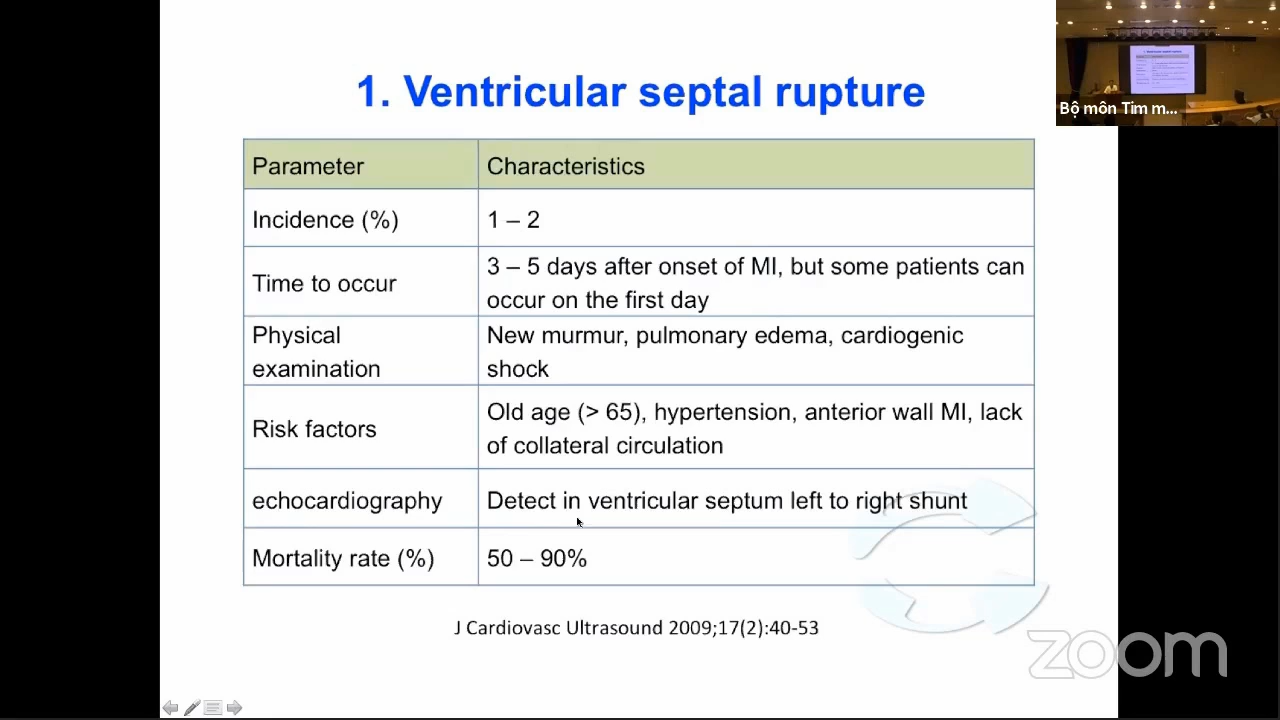 Bộ môn Tim m...
1. Ventricular septal rupture
Parameter
Characteristics
Incidence (%)
1 – 2
Time to occur
3 – 5 days after onset of MI, but some patients can
occur on the first day
Physical
examination
New murmur, pulmonary edema, cardiogenic
shock
Risk factors
Old age (> 65), hypertension, anterior wall MI, lack
of collateral circulation
echocardiography
Detect in ventricular septum left to right shunt
Mortality rate (%)
50 – 90%
J Cardiovasc Ultrasound 2009;17(2):40-53
zoom